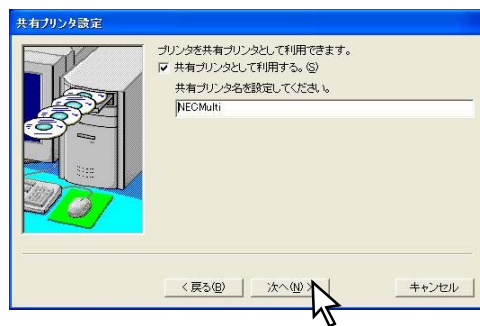 共有プリンタ設定
プリンタを共有プリンタとして利用できます。
共有プリンタとして利用する。(S)
共有プリンタ名を設定してください。
NECMulti
< 戻る(B)
次へ(N) >
キャンセル